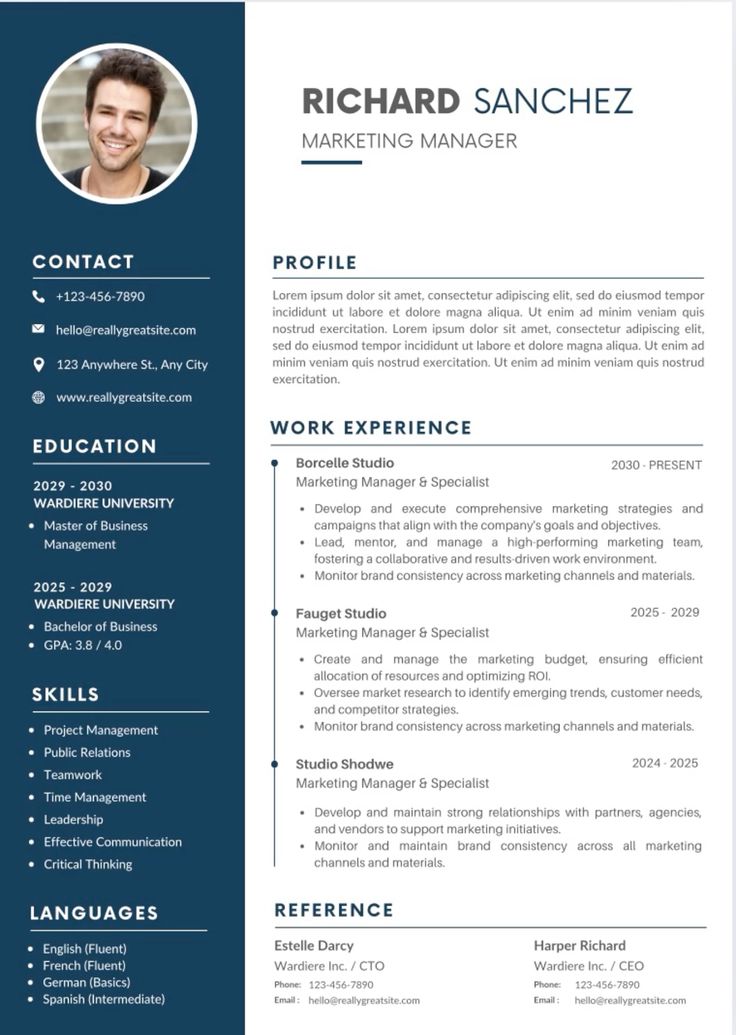 RICHARD SANCHEZ
MARKETING MANAGER
CONTACT
+123-456-7890
hello@reallygreatsite.com
123 Anywhere St., Any City
www.reallygreatsite.com
EDUCATION
2029 - 2030
WARDIERE UNIVERSITY
• Master of Business
Management
2025 - 2029
WARDIERE UNIVERSITY
• Bachelor of Business
• GPA: 3.8 / 4.0
SKILLS
• Project Management
• Public Relations
• Teamwork
• Time Management
• Leadership
• Effective Communication
• Critical Thinking
LANGUAGES
• English (Fluent)
• French (Fluent)
• German (Basics)
• Spanish (Intermediate)
PROFILE
Lorem ipsum dolor sit amet, consectetur adipiscing elit, sed do eiusmod tempor
incididunt ut labore et dolore magna aliqua. Ut enim ad minim veniam quis
nostrud exercitation. Lorem ipsum dolor sit amet, consectetur adipiscing elit,
sed do eiusmod tempor incididunt ut labore et dolore magna aliqua. Ut enim ad
minim veniam quis nostrud exercitation. Ut enim ad minim veniam quis nostrud
exercitation.
WORK EXPERIENCE
Borcelle Studio 2030 - PRESENT
Marketing Manager & Specialist
• Develop and execute comprehensive marketing strategies and
campaigns that align with the company's goals and objectives.
• Lead, mentor, and manage a high-performing marketing team,
fostering a collaborative and results-driven work environment.
• Monitor brand consistency across marketing channels and materials.
Fauget Studio 2025 - 2029
Marketing Manager & Specialist
• Create and manage the marketing budget, ensuring efficient
allocation of resources and optimizing ROI.
• Oversee market research to identify emerging trends, customer needs,
and competitor strategies.
• Monitor brand consistency across marketing channels and materials.
Studio Shodwe 2024 - 2025
Marketing Manager & Specialist
• Develop and maintain strong relationships with partners, agencies,
and vendors to support marketing initiatives.
• Monitor and maintain brand consistency across all marketing
channels and materials.
REFERENCE
Estelle Darcy
Wardiere Inc. / CTO
Phone: 123-456-7890
Email : hello@reallygreatsite.com
Harper Richard
Wardiere Inc. / CEO
Phone: 123-456-7890
Email : hello@reallygreatsite.com